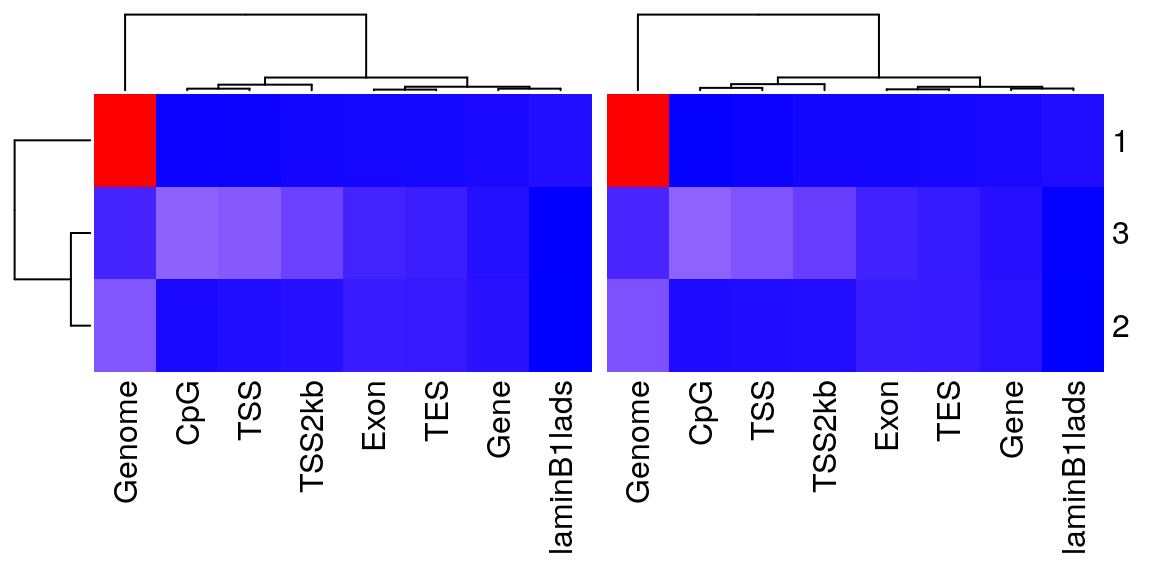 1
3
2
Genome
CpG
TSS
TSS2kb
Exon
TES
Gene
laminB1lads
Genome
CpG
TSS
TSS2kb
Exon
TES
Gene
laminB1lads